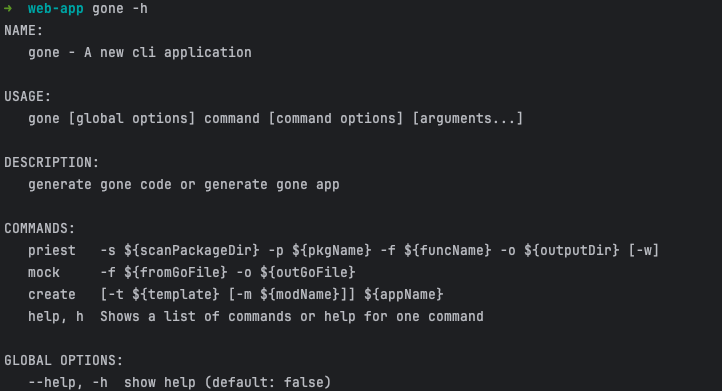 → web-app gone -h
NAME:
gone - A new cli application
USAGE:
gone [global options] command [command options] [arguments...]
DESCRIPTION:
generate gone code or generate gone app
COMMANDS:
priest -s ${scanPackageDir} -p ${pkgName} -f ${funcName} -o ${outputDir} [-w]
mock -f ${fromGoFile} -o ${outGoFile}
create [-t ${template} [-m ${modName}]] ${appName}
help, h Shows a list of commands or help for one command
GLOBAL OPTIONS:
--help, -h show help (default: false)